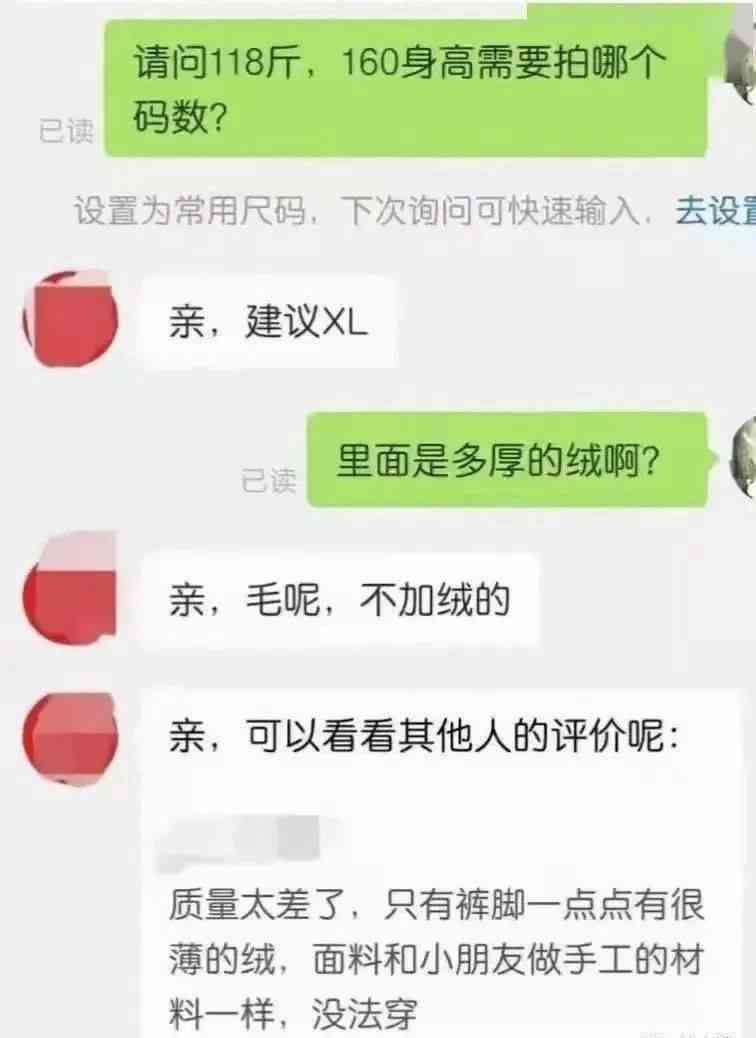 请问118斤，160身高需要拍哪个
码数？
已读
设置为常用尺码，下次询问可快速输入，去设置
亲，建议XL
里面是多厚的绒啊？
已读
亲，毛呢，不加绒的
亲，可以看看其他人的评价呢：
质量太差了，只有裤脚一点点有很
薄的绒，面料和小朋友做手工的材
料一样，没法穿